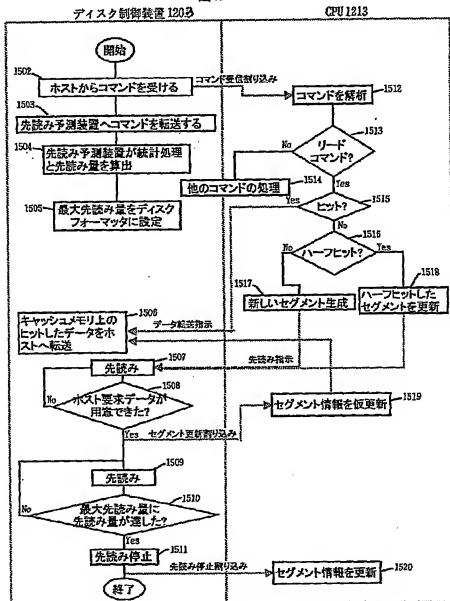 ディスク制御装置 1203
CPU 1213
開始
1502
ホストからコマンドを受ける
コマンド受信割り込み
1512
コマンドを解析
1503
先読み予測装置へコマンドを転送する
1513
リード
コマンド?
No
Yes
1504
先読み予測装置が統計処理
と先読み量を算出
1514
他のコマンドの処理
1515
ヒット?
Yes
No
1505
最大先読み量をディスク
フォーマッタに設定
1516
ハーフヒット?
No
Yes
1517
新しいセグメント生成
1518
ハーフヒットした
セグメントを更新
1506
キャッシュメモリ上の
ヒットしたデータをホ
ストへ転送
データ転送指示
先読み指示
1507
先読み
1508
ホスト要求データが
用意できた?
No
Yes
セグメント更新割り込み
1519
セグメント情報を仮更新
1509
先読み
1510
最大先読み量に
先読み量が達した?
No
Yes
1511
先読み停止
先読み停止割り込み
1520
セグメント情報を更新
終了